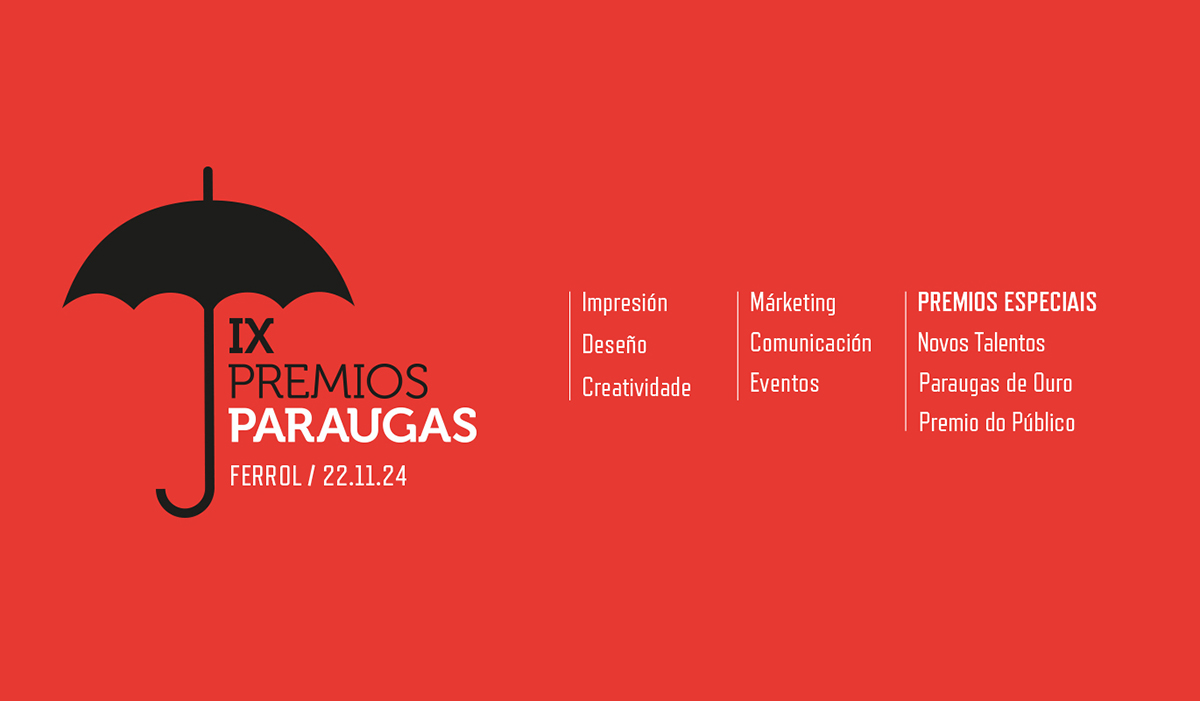 IX
PREMIOS
PARAUGAS
FERROL / 22.11.24
Impresión
Deseño
Creatividade
Márketing
Comunicación
Eventos
PREMIOS ESPECIAIS
Novos Talentos
Paraugas de Ouro
Premio do Público